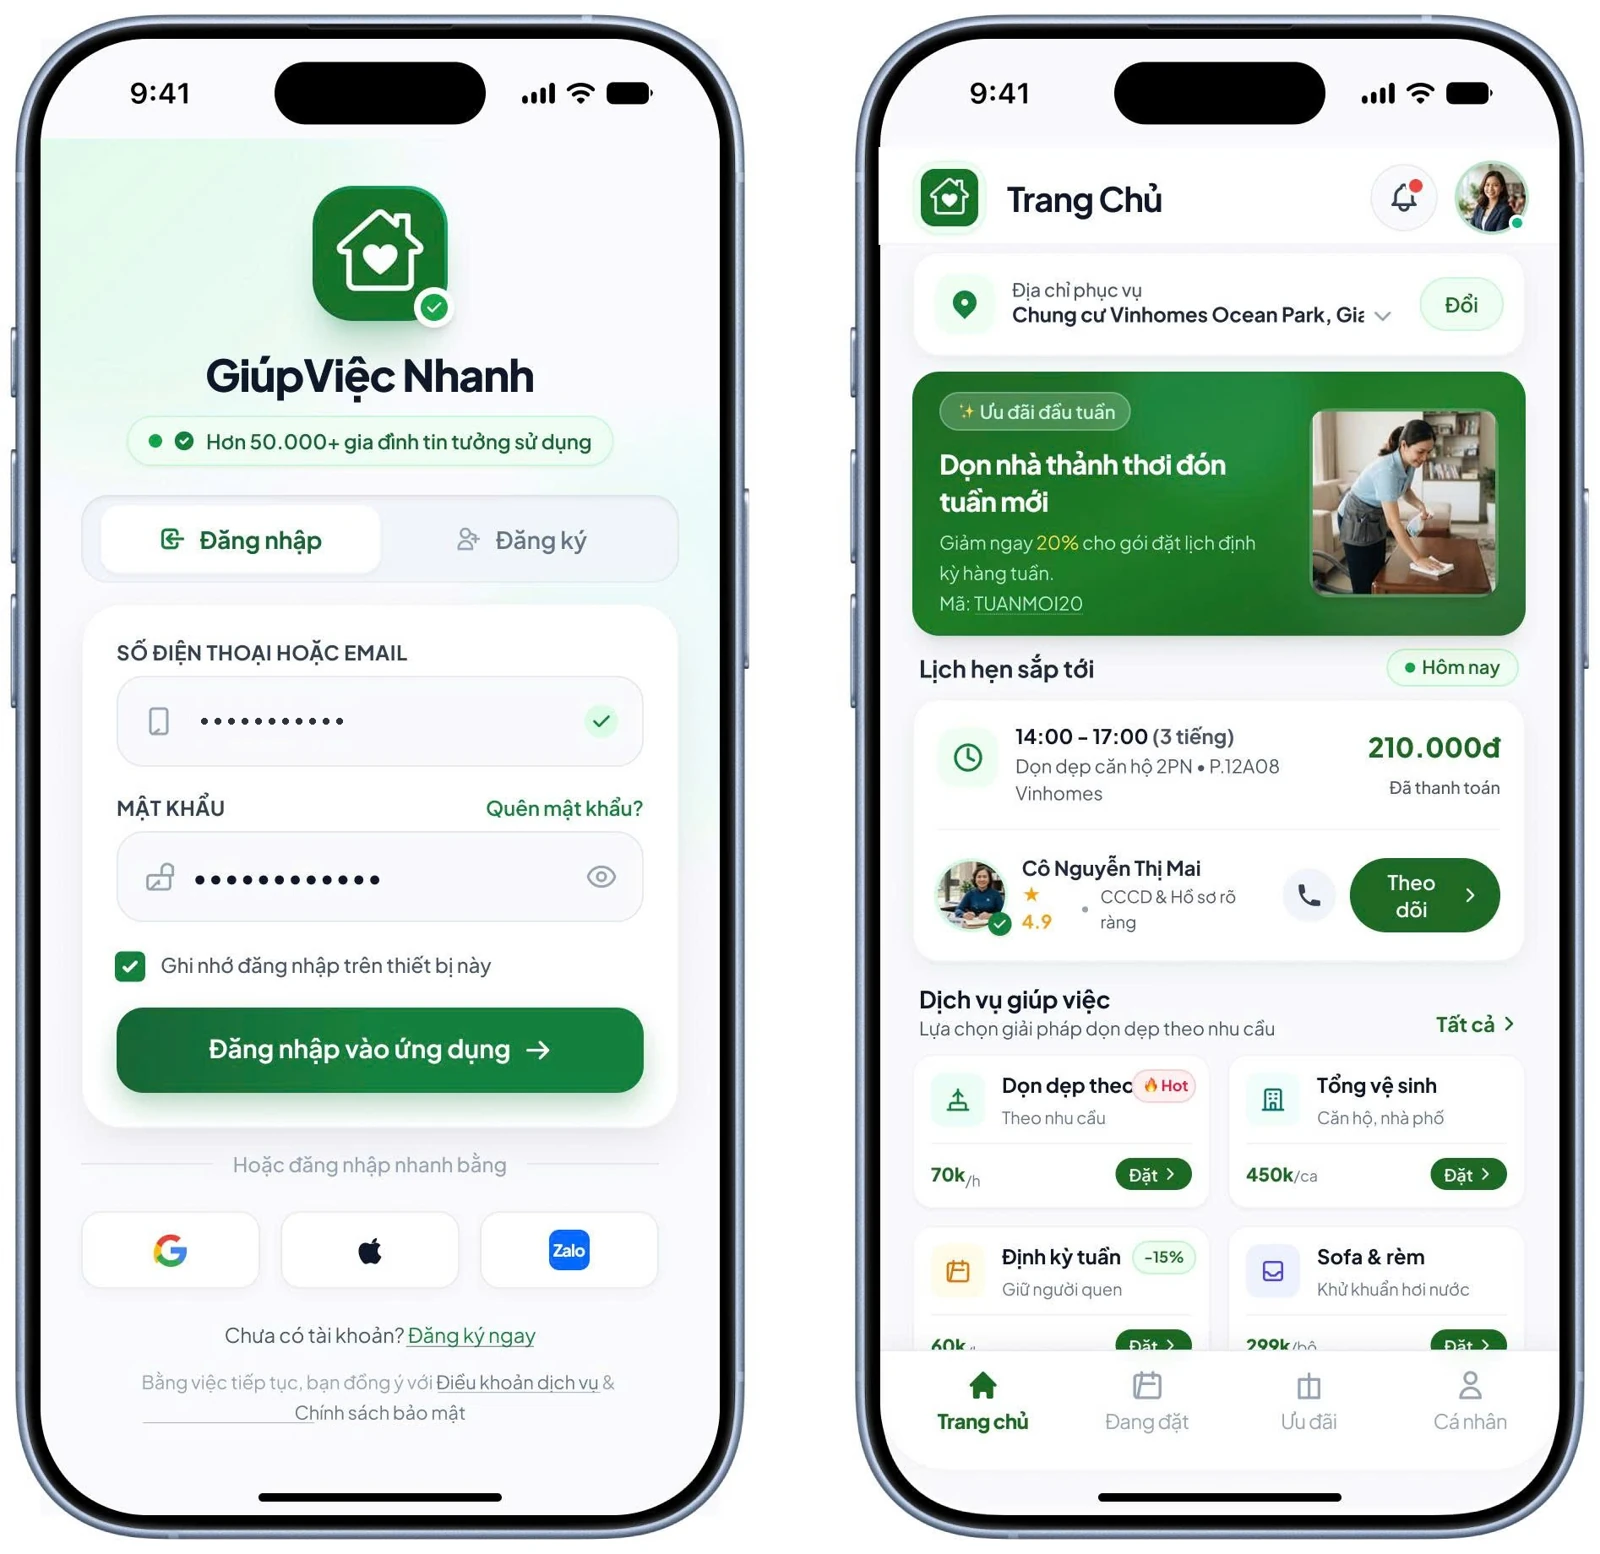 9:41
GiúpViệc Nhanh
Hơn 50.000+ gia đình tin tưởng sử dụng
Đăng nhập
Đăng ký
SỐ ĐIỆN THOẠI HOẶC EMAIL
•••••••••••
MẬT KHẨU
Quên mật khẩu?
••••••••••••
Ghi nhớ đăng nhập trên thiết bị này
Đăng nhập vào ứng dụng →
Hoặc đăng nhập nhanh bằng
Zalo
Chưa có tài khoản? Đăng ký ngay
Bằng việc tiếp tục, bạn đồng ý với Điều khoản dịch vụ &
Chính sách bảo mật
9:41
Trang Chủ
Địa chỉ phục vụ
Chung cư Vinhomes Ocean Park, Gia
Đổi
✨ Ưu đãi đầu tuần
Dọn nhà thảnh thơi đón
tuần mới
Giảm ngay 20% cho gói đặt lịch định
kỳ hàng tuần.
Mã: TUANMOI20
Lịch hẹn sắp tới
Hôm nay
14:00 - 17:00 (3 tiếng)
Dọn dẹp căn hộ 2PN • P.12A08
Vinhomes
210.000đ
Đã thanh toán
Cô Nguyễn Thị Mai
★
4.9
• CCCD & Hồ sơ rõ
ràng
Theo
dõi
Dịch vụ giúp việc
Lựa chọn giải pháp dọn dẹp theo nhu cầu
Tất cả
Dọn dẹp theo
🔥 Hot
Theo nhu cầu
70k/h
Đặt
Tổng vệ sinh
Căn hộ, nhà phố
450k/ca
Đặt
Định kỳ tuần
-15%
Giữ người quen
60k
Đặt
Sofa & rèm
Khử khuẩn hơi nước
299k/bộ
Đặt
Trang chủ
Đang đặt
Ưu đãi
Cá nhân